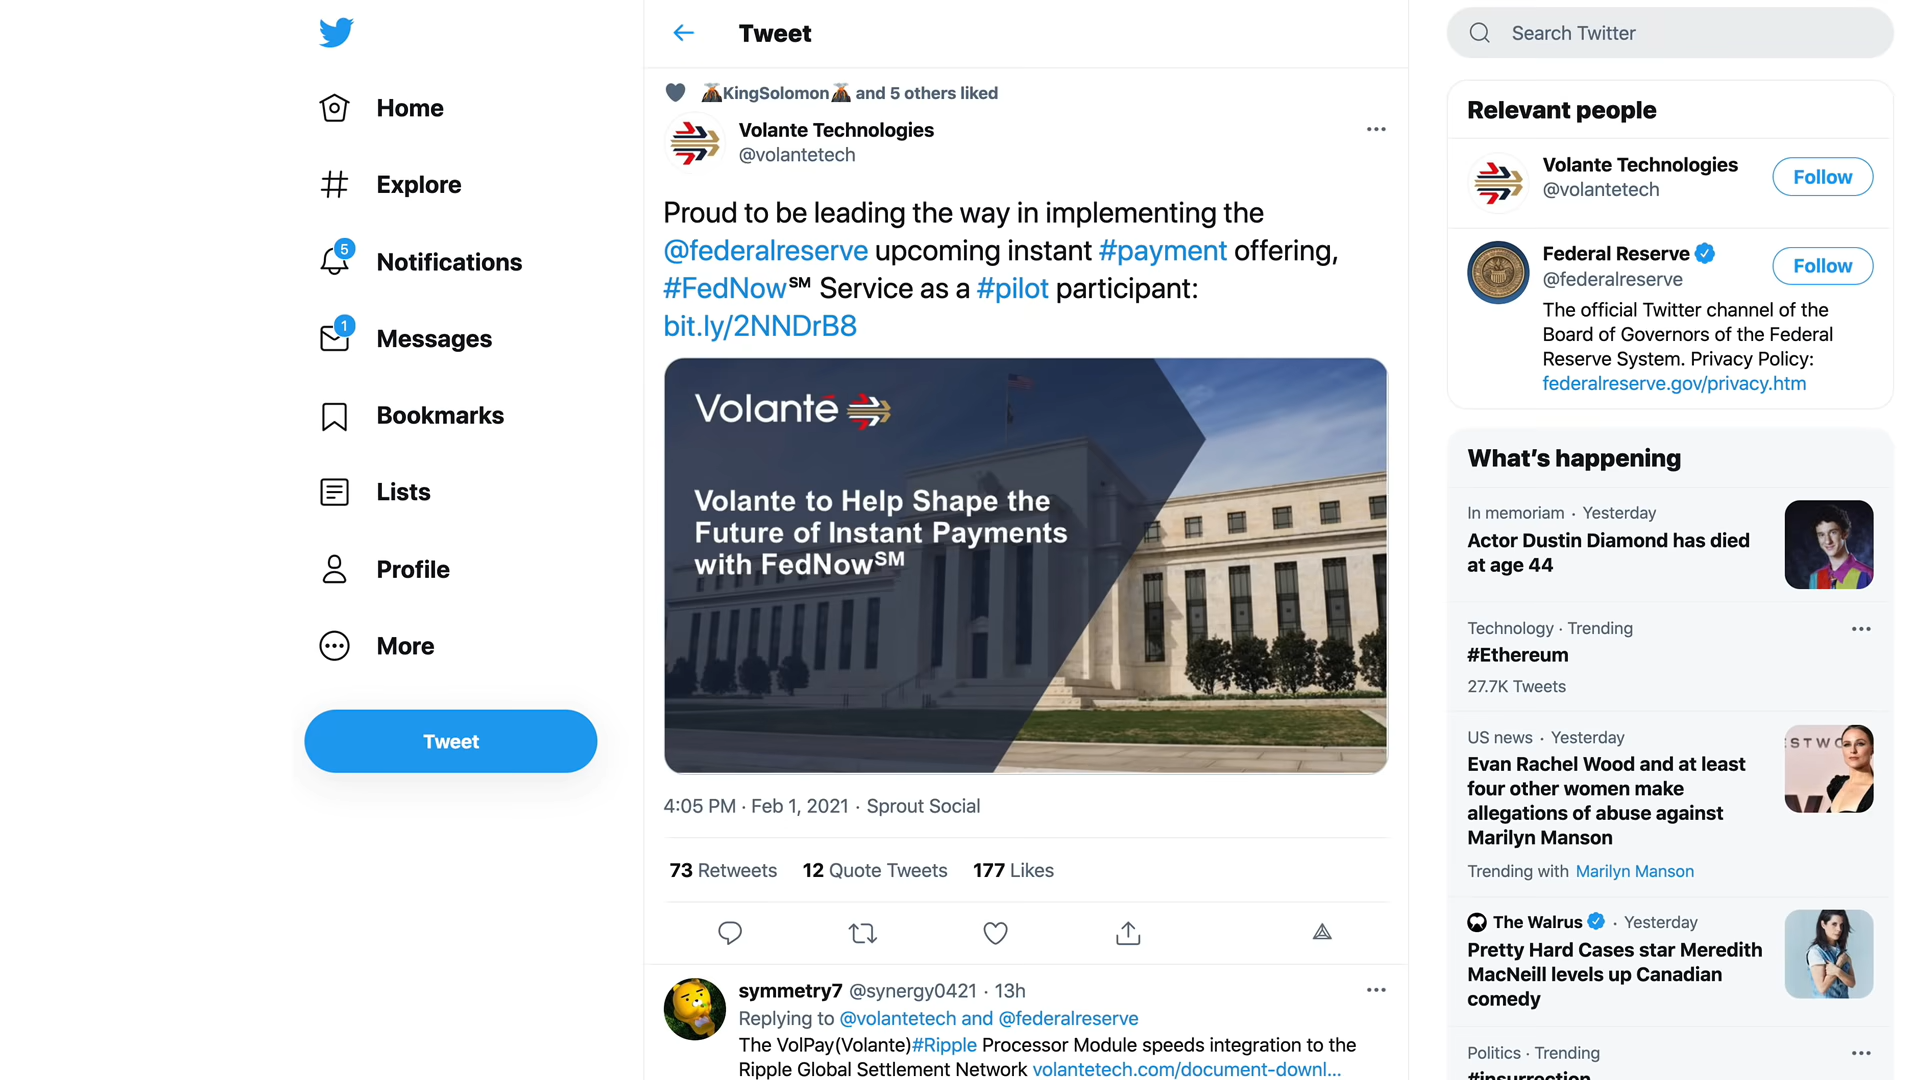 Home
Explore
5
Notifications
1
Messages
Bookmarks
Lists
Profile
More
Tweet
Tweet
KingSolomon and 5 others liked
Volante Technologies
@volantetech
Proud to be leading the way in implementing the
@federalreserve upcoming instant #payment offering,
#FedNow℠ Service as a #pilot participant:
bit.ly/2NNDrB8
Volanté
Volante to Help Shape the
Future of Instant Payments
with FedNow℠
4:05 PM · Feb 1, 2021 · Sprout Social
73 Retweets 12 Quote Tweets 177 Likes
symmetry7 @synergy0421 · 13h
Replying to @volantetech and @federalreserve
The VolPay(Volante)#Ripple Processor Module speeds integration to the
Ripple Global Settlement Network volantetech.com/document-downl...
Search Twitter
Relevant people
Volante Technologies
@volantetech
Follow
Federal Reserve
@federalreserve
Follow
The official Twitter channel of the
Board of Governors of the Federal
Reserve System. Privacy Policy:
federalreserve.gov/privacy.htm
What's happening
In memoriam · Yesterday
Actor Dustin Diamond has died
at age 44
Technology · Trending
#Ethereum
27.7K Tweets
US news · Yesterday
Evan Rachel Wood and at least
four other women make
allegations of abuse against
Marilyn Manson
Trending with Marilyn Manson
STWO
The Walrus · Yesterday
Pretty Hard Cases star Meredith
MacNeill levels up Canadian
comedy
Politics · Trending
#insurrection